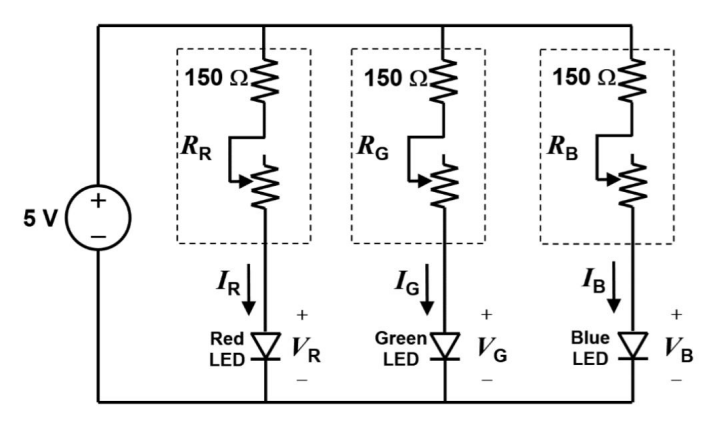 150 Ω 150 Ω 150 Ω
R_R R_G R_B
+
5 V
−
I_R I_G I_B
+ + +
Red Green Blue
V_R V_G V_B
LED LED LED
− − −